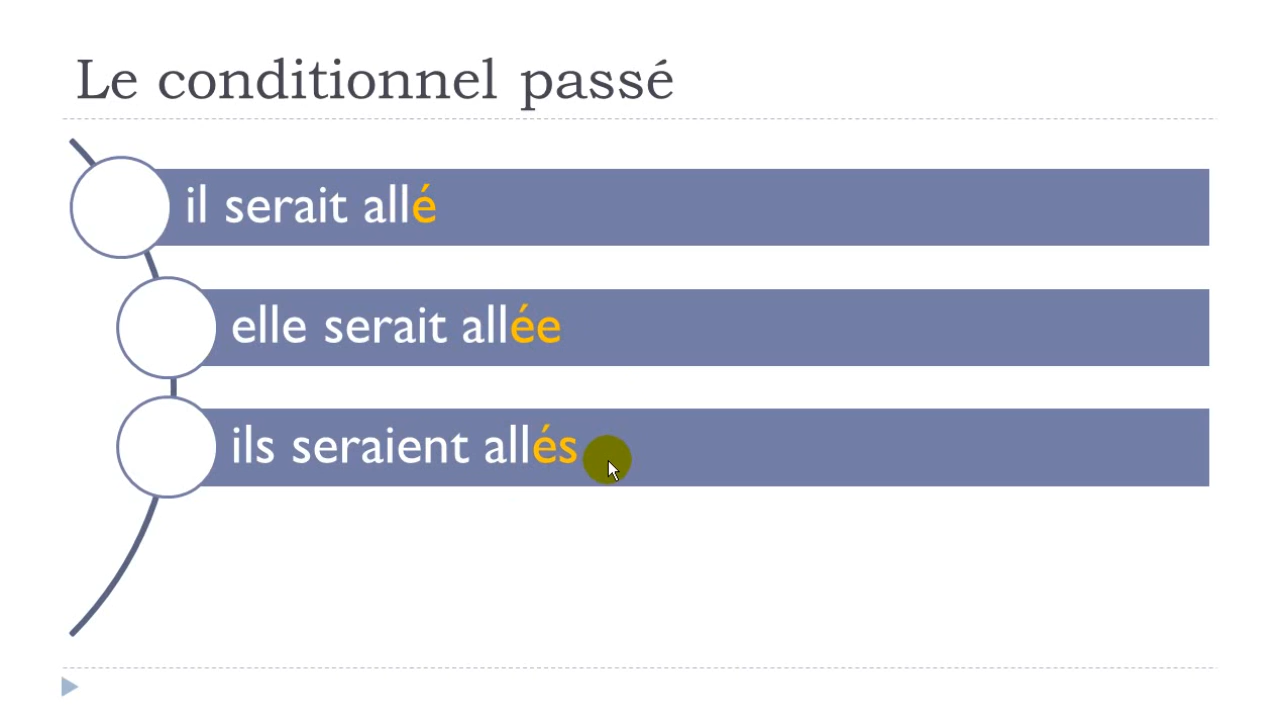 Le conditionnel passé
il serait allé
elle serait allée
ils seraient allés